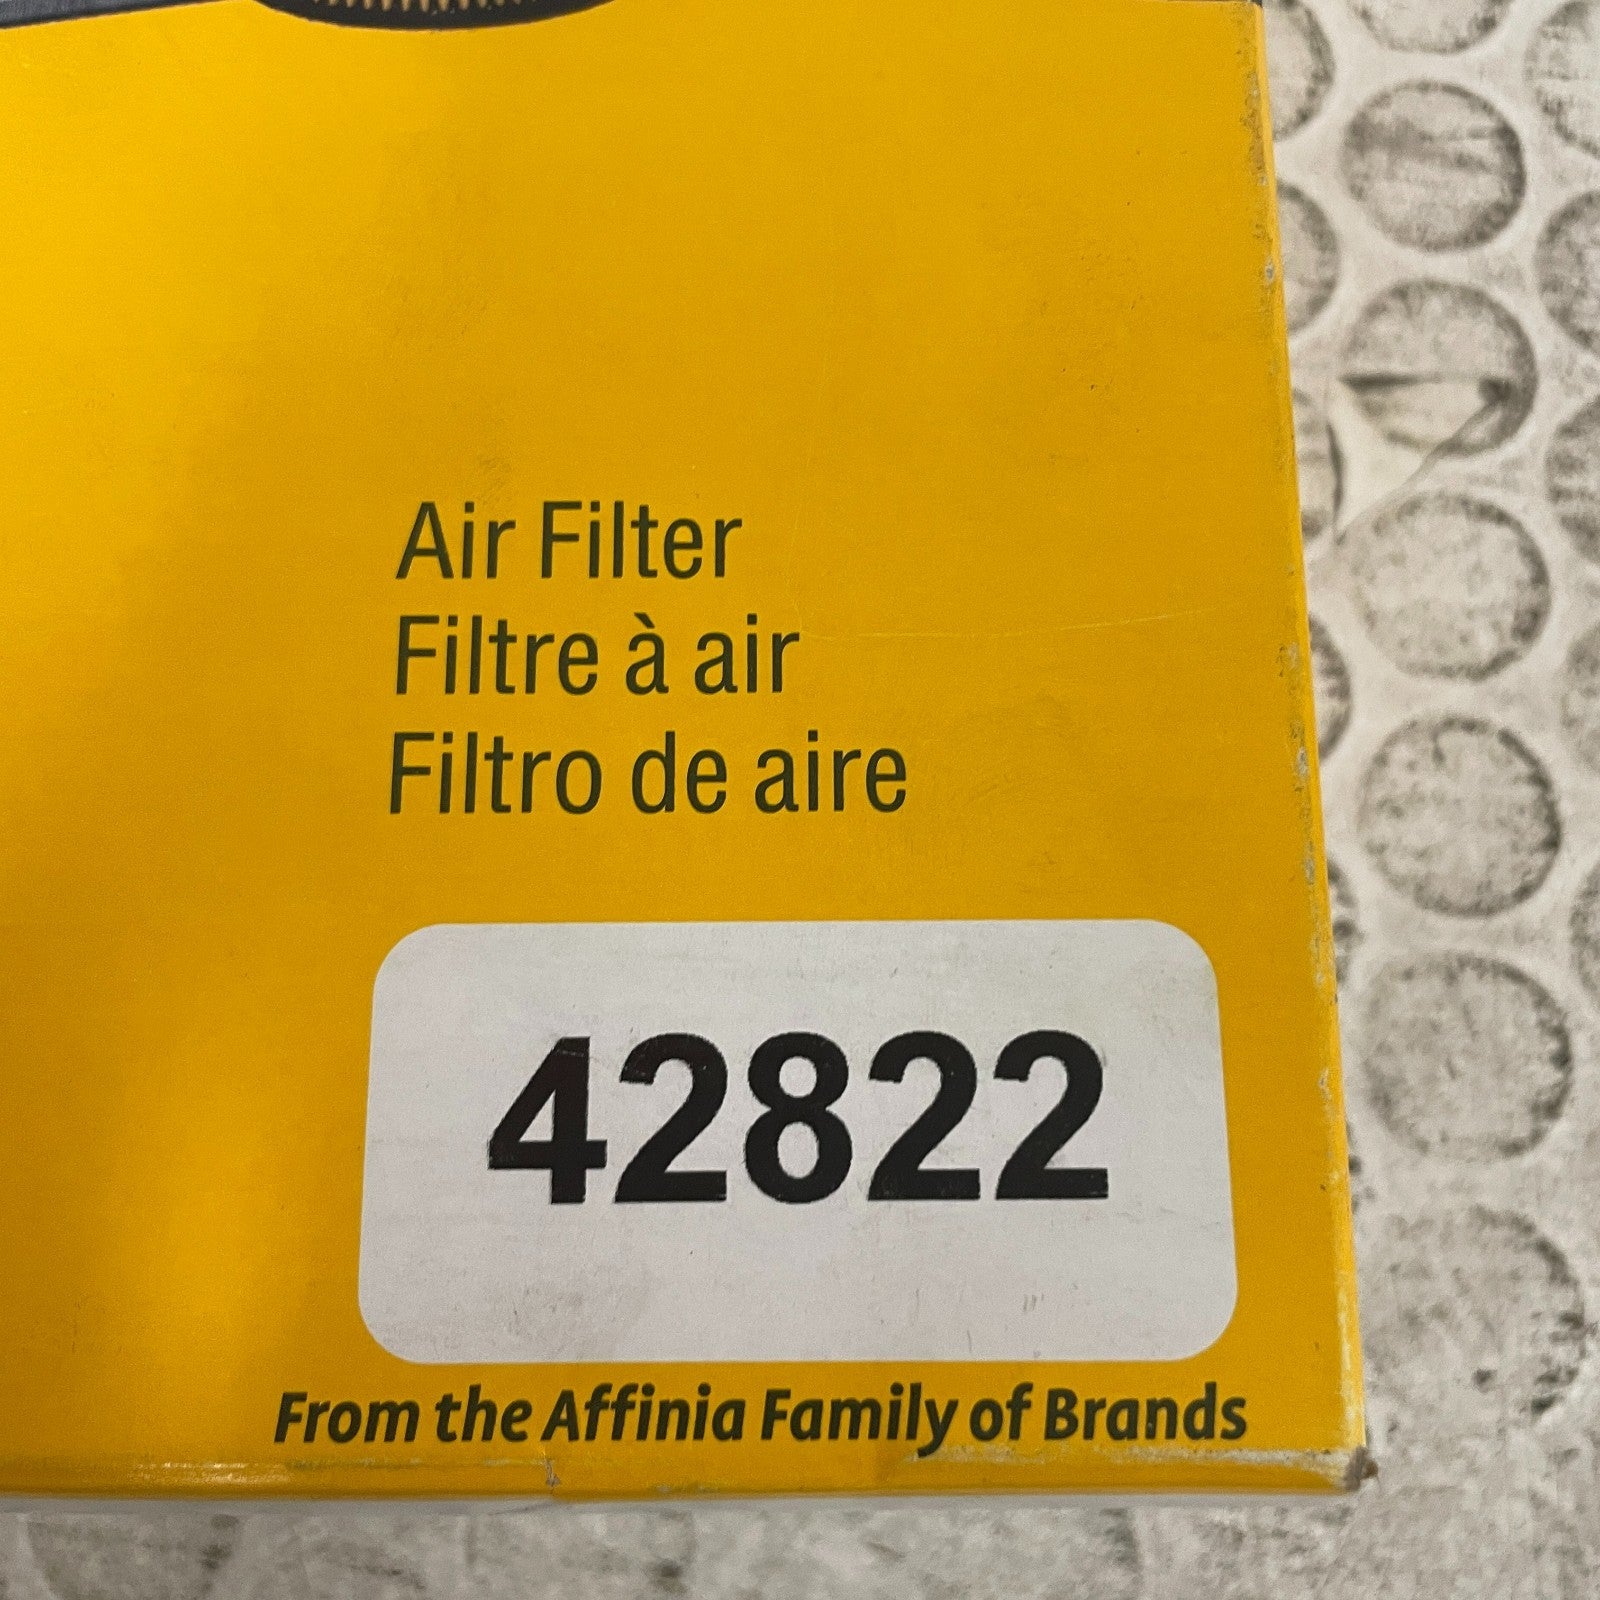 Air Filter
Filtre à air
Filtro de aire
42822
From the Affinia Family of Brands